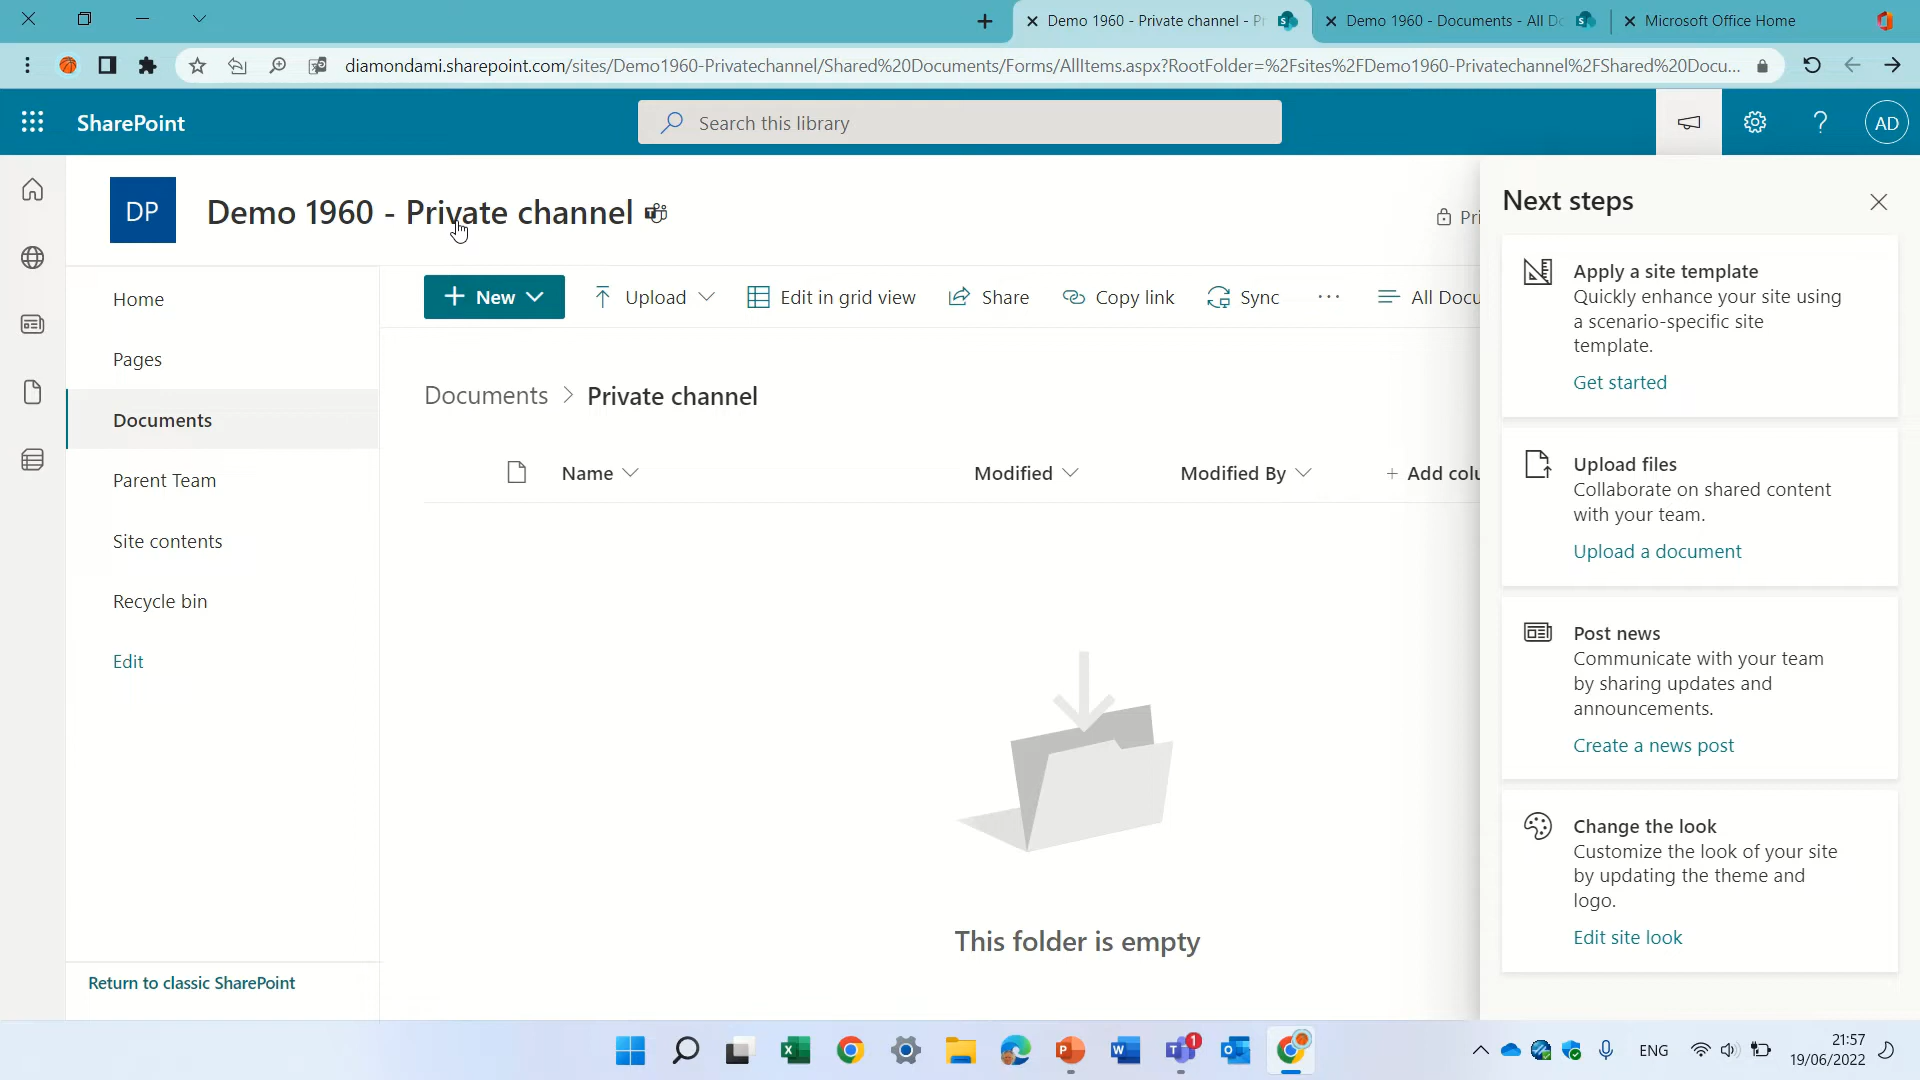 Demo 1960 - Private channel - Pr
Demo 1960 - Documents - All Do
Microsoft Office Home
diamondami.sharepoint.com/sites/Demo1960-Privatechannel/Shared%20Documents/Forms/AllItems.aspx?RootFolder=%2Fsites%2FDemo1960-Privatechannel%2FShared%20Docu...
SharePoint
Search this library
AD
DP
Demo 1960 - Private channel
Pri
Home
Pages
Documents
Parent Team
Site contents
Recycle bin
Edit
Return to classic SharePoint
New
Upload
Edit in grid view
Share
Copy link
Sync
All Docu
Documents > Private channel
Name
Modified
Modified By
Add colu
This folder is empty
Next steps
Apply a site template
Quickly enhance your site using
a scenario-specific site
template.
Get started
Upload files
Collaborate on shared content
with your team.
Upload a document
Post news
Communicate with your team
by sharing updates and
announcements.
Create a news post
Change the look
Customize the look of your site
by updating the theme and
logo.
Edit site look
1
ENG
21:57
19/06/2022